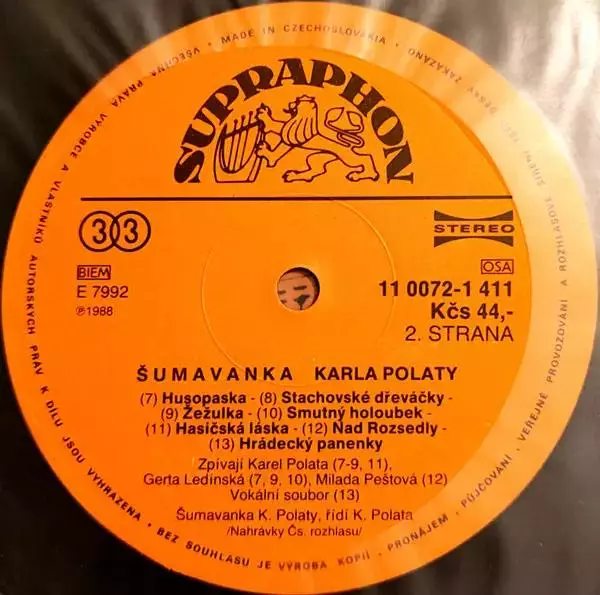 MADE IN CZECHOSLOVAKIA •
VŠECHNA PRÁVA VÝROBCE A VLASTNÍKŮ AUTORSKÝCH PRÁV K DÍLU JSOU VYHRAZENA • BEZ SOUHLASU JE VÝROBA KOPIÍ • PRONÁJEM • PŮJČOVÁNÍ • VEŘEJNÉ PROVOZOVÁNÍ A ROZHLASOVÉ ŠÍŘENÍ DESKY ZAKÁZÁNO
SUPRAPHON
33
STEREO
BIEM
OSA
E 7992
11 0072-1 411
℗1988
Kčs 44,-
2. STRANA
ŠUMAVANKA KARLA POLATY
(7) Husopaska - (8) Stachovské dřeváčky -
(9) Žežulka - (10) Smutný holoubek -
(11) Hasičská láska - (12) Nad Rozsedly -
(13) Hrádecký panenky
Zpívají Karel Polata (7-9, 11),
Gerta Ledínská (7, 9, 10), Milada Peštová (12)
Vokální soubor (13)
Šumavanka K. Polaty, řídí K. Polata
/Nahrávky Čs. rozhlasu/